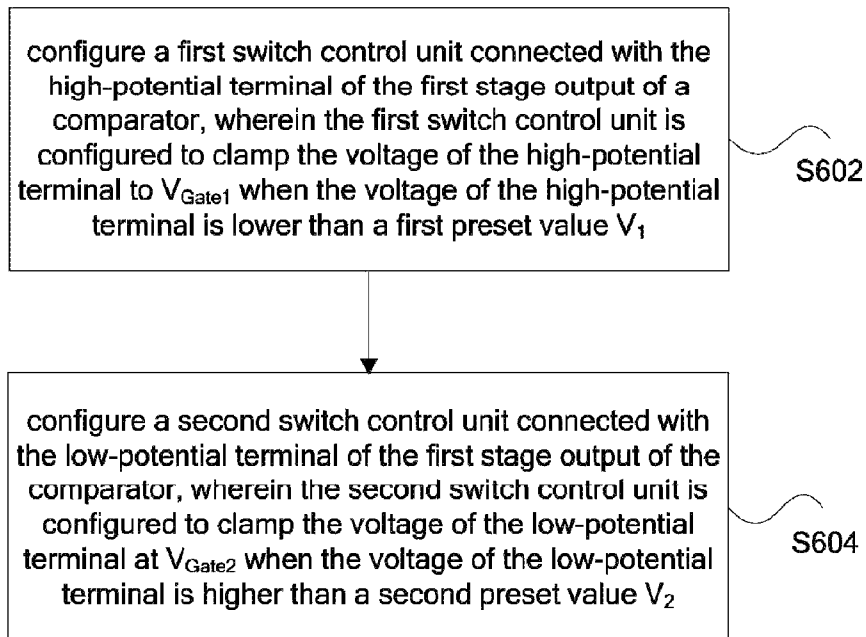 configure a first switch control unit connected with the
high-potential terminal of the first stage output of a
comparator, wherein the first switch control unit is
configured to clamp the voltage of the high-potential
terminal to VGate1 when the voltage of the high-potential
terminal is lower than a first preset value V1
S602
configure a second switch control unit connected with
the low-potential terminal of the first stage output of the
comparator, wherein the second switch control unit is
configured to clamp the voltage of the low-potential
terminal at VGate2 when the voltage of the low-potential
terminal is higher than a second preset value V2
S604